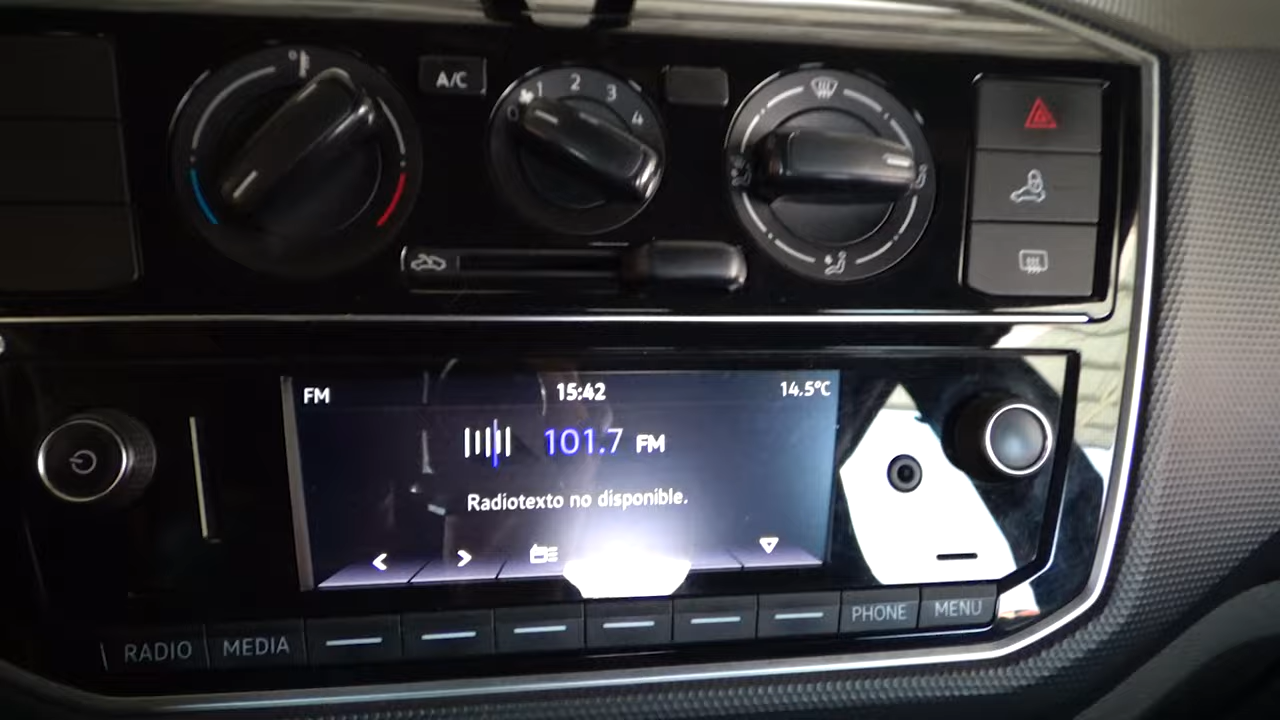 A/C
0 1 2 3 4
FM 15:42 14.5°C
101.7 FM
Radiotexto no disponible.
RADIO MEDIA PHONE MENU